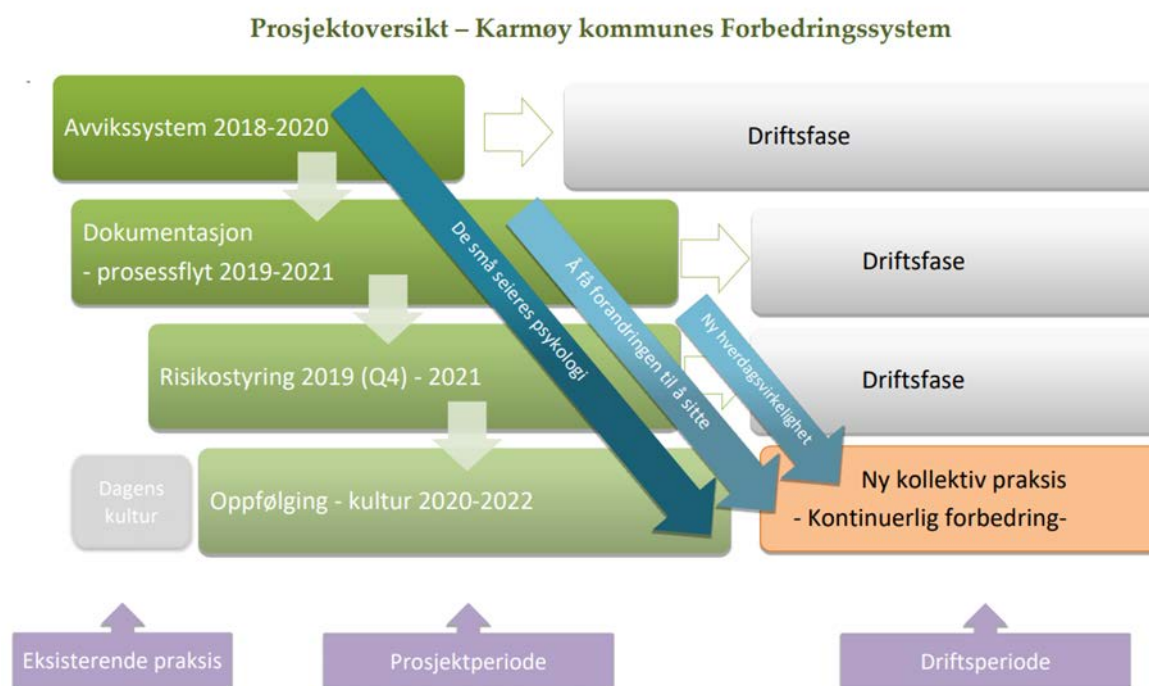 Prosjektoversikt – Karmøy kommunes Forbedringssystem
Avvikssystem 2018-2020
Driftsfase
Dokumentasjon
- prosessflyt 2019-2021
Driftsfase
Risikostyring 2019 (Q4) - 2021
Driftsfase
De små seieres psykologi
Å få forandringen til å sitte
Ny hverdagsvirkelighet
Dagens
kultur
Oppfølging - kultur 2020-2022
Ny kollektiv praksis
- Kontinuerlig forbedring-
Eksisterende praksis
Prosjektperiode
Driftsperiode